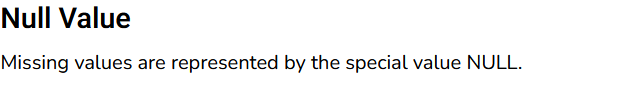 Null Value
Missing values are represented by the special value NULL.